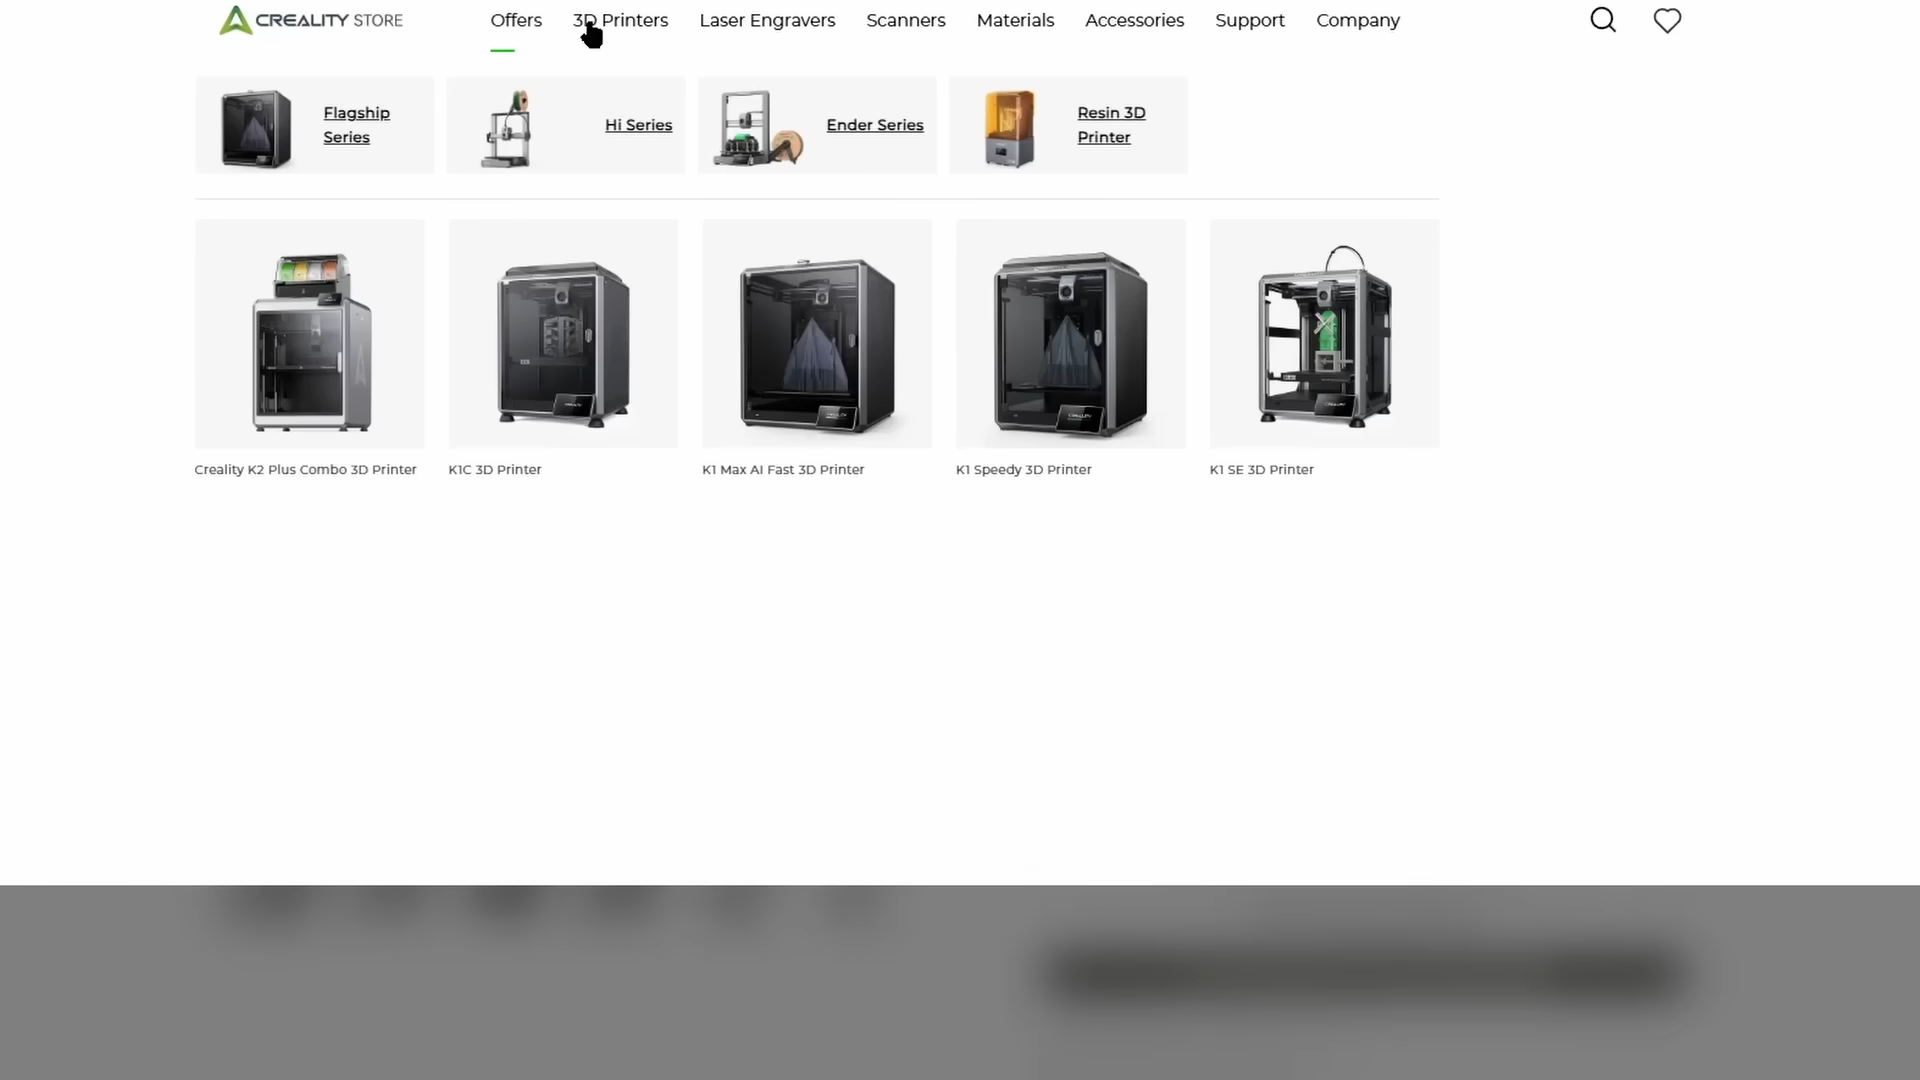 CREALITY STORE
Offers
3D Printers
Laser Engravers
Scanners
Materials
Accessories
Support
Company
Flagship
Series
Hi Series
Ender Series
Resin 3D
Printer
Creality K2 Plus Combo 3D Printer
K1C 3D Printer
K1 Max AI Fast 3D Printer
K1 Speedy 3D Printer
K1 SE 3D Printer